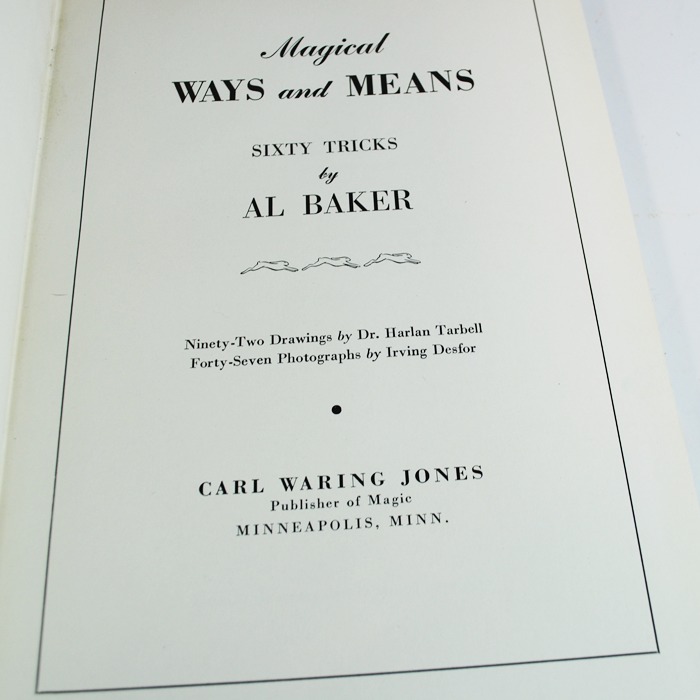 Magical
WAYS and MEANS
SIXTY TRICKS
by
AL BAKER
Ninety-Two Drawings by Dr. Harlan Tarbell
Forty-Seven Photographs by Irving Desfor
CARL WARING JONES
Publisher of Magic
MINNEAPOLIS, MINN.